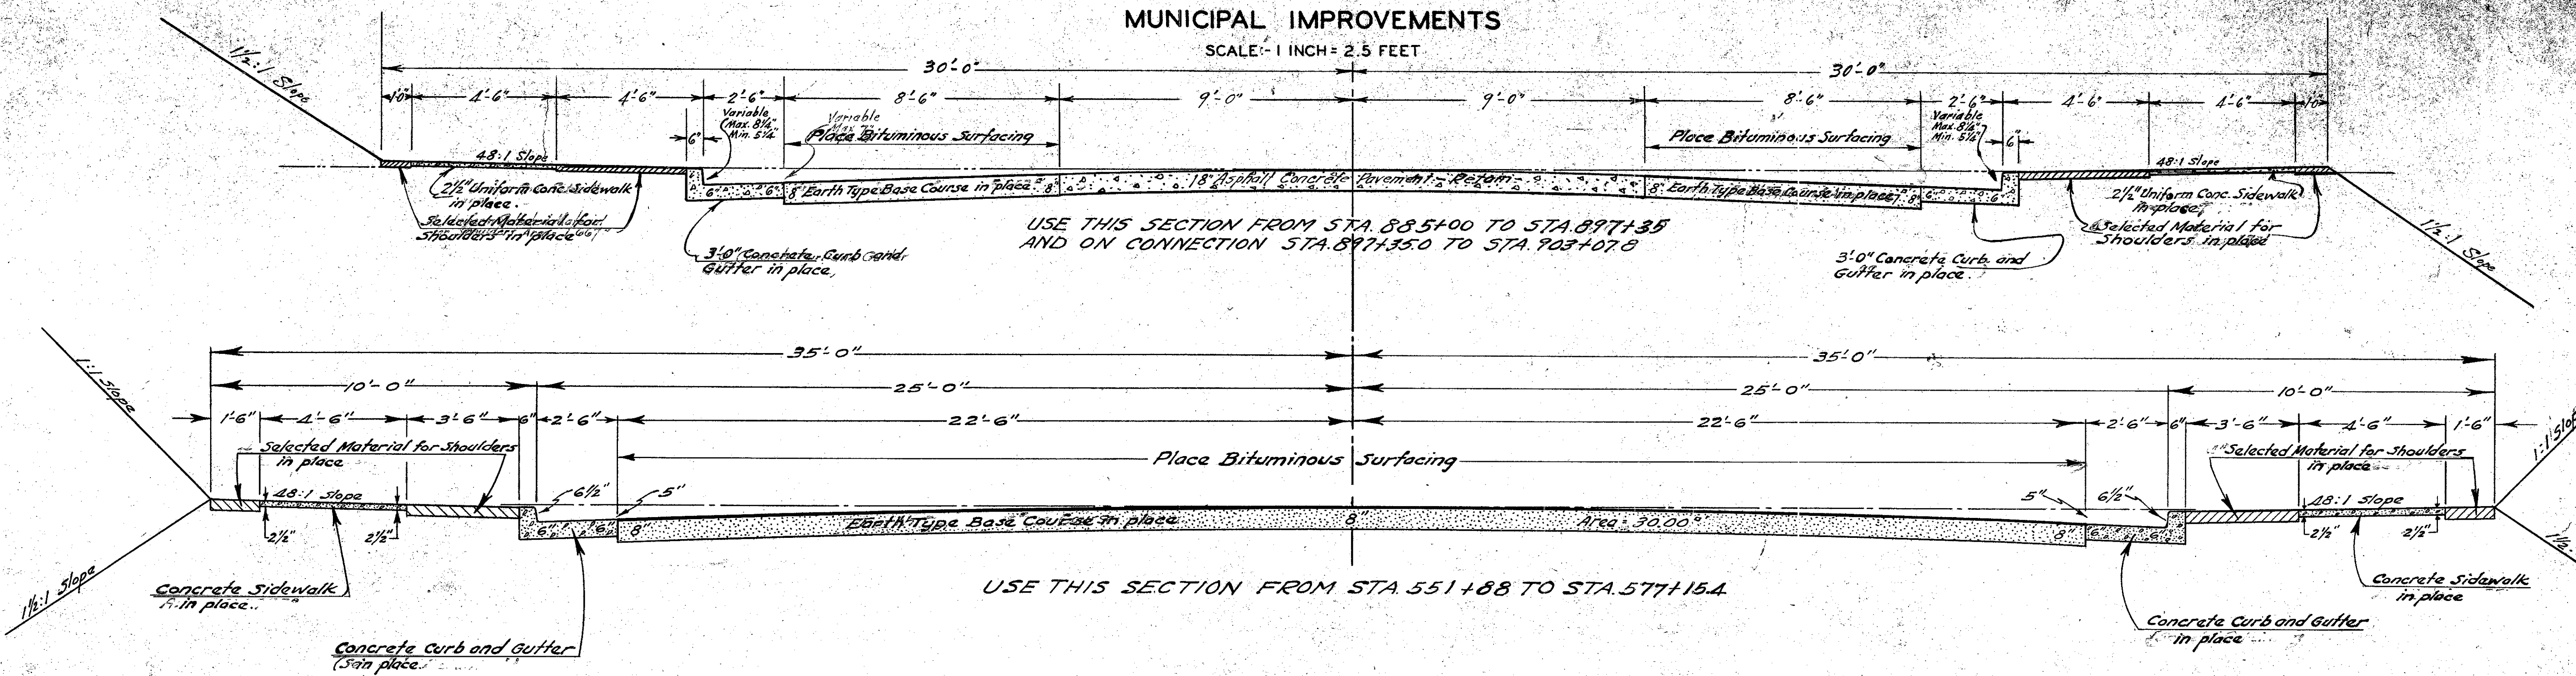 MUNICIPAL IMPROVEMENTS
SCALE:- 1 INCH = 2.5 FEET
30'-0" 30'-0"
1'-0" 4'-6" 4'-6" 2'-6" 8'-6" 9'-0" 9'-0" 8'-6" 2'-6" 4'-6" 4'-6" 1'-0"
1½:1 Slope
6"
Variable
Max. 8¼"
Min. 5¼"
Variable
Place Bituminous Surfacing
Place Bituminous Surfacing
Variable
Max. 8¼"
Min. 5¼"
6"
48:1 Slope
48:1 Slope
6" 6" 8" Earth Type Base Course in place 8" 18' Asphalt Concrete Pavement - Retain 8" Earth Type Base Course in place 8" 6" 6"
2½" Uniform Conc. Sidewalk
in place.
Selected Material for
Shoulders in place
3'-0" Concrete Curb and
Gutter in place,
USE THIS SECTION FROM STA. 885+00 TO STA. 897+35
AND ON CONNECTION STA. 897+35.0 TO STA. 903+07.8
2½" Uniform Conc. Sidewalk
in place,
Selected Material for
Shoulders in place
3'-0" Concrete Curb and
Gutter in place.
1½:1 Slope
35'-0" 35'-0"
10'-0" 25'-0" 25'-0" 10'-0"
1'-6" 4'-6" 3'-6" 6" 2'-6" 22'-6" 22'-6" 2'-6" 6" 3'-6" 4'-6" 1'-6"
1:1 Slope
1:1 Slope
Selected Material for Shoulders
in place
Place Bituminous Surfacing
Selected Material for Shoulders
in place
48:1 Slope
6½" 5"
5" 6½"
48:1 Slope
2½" 2½" 6" 6" 8" Earth Type Base Course in place 8" Area = 30.00 8" 6" 6" 2½" 2½"
1½:1 Slope
1½
Concrete Sidewalk
in place.
USE THIS SECTION FROM STA. 551+88 TO STA. 577+15.4
Concrete Sidewalk
in place
Concrete Curb and Gutter
in place.
Concrete Curb and Gutter
in place